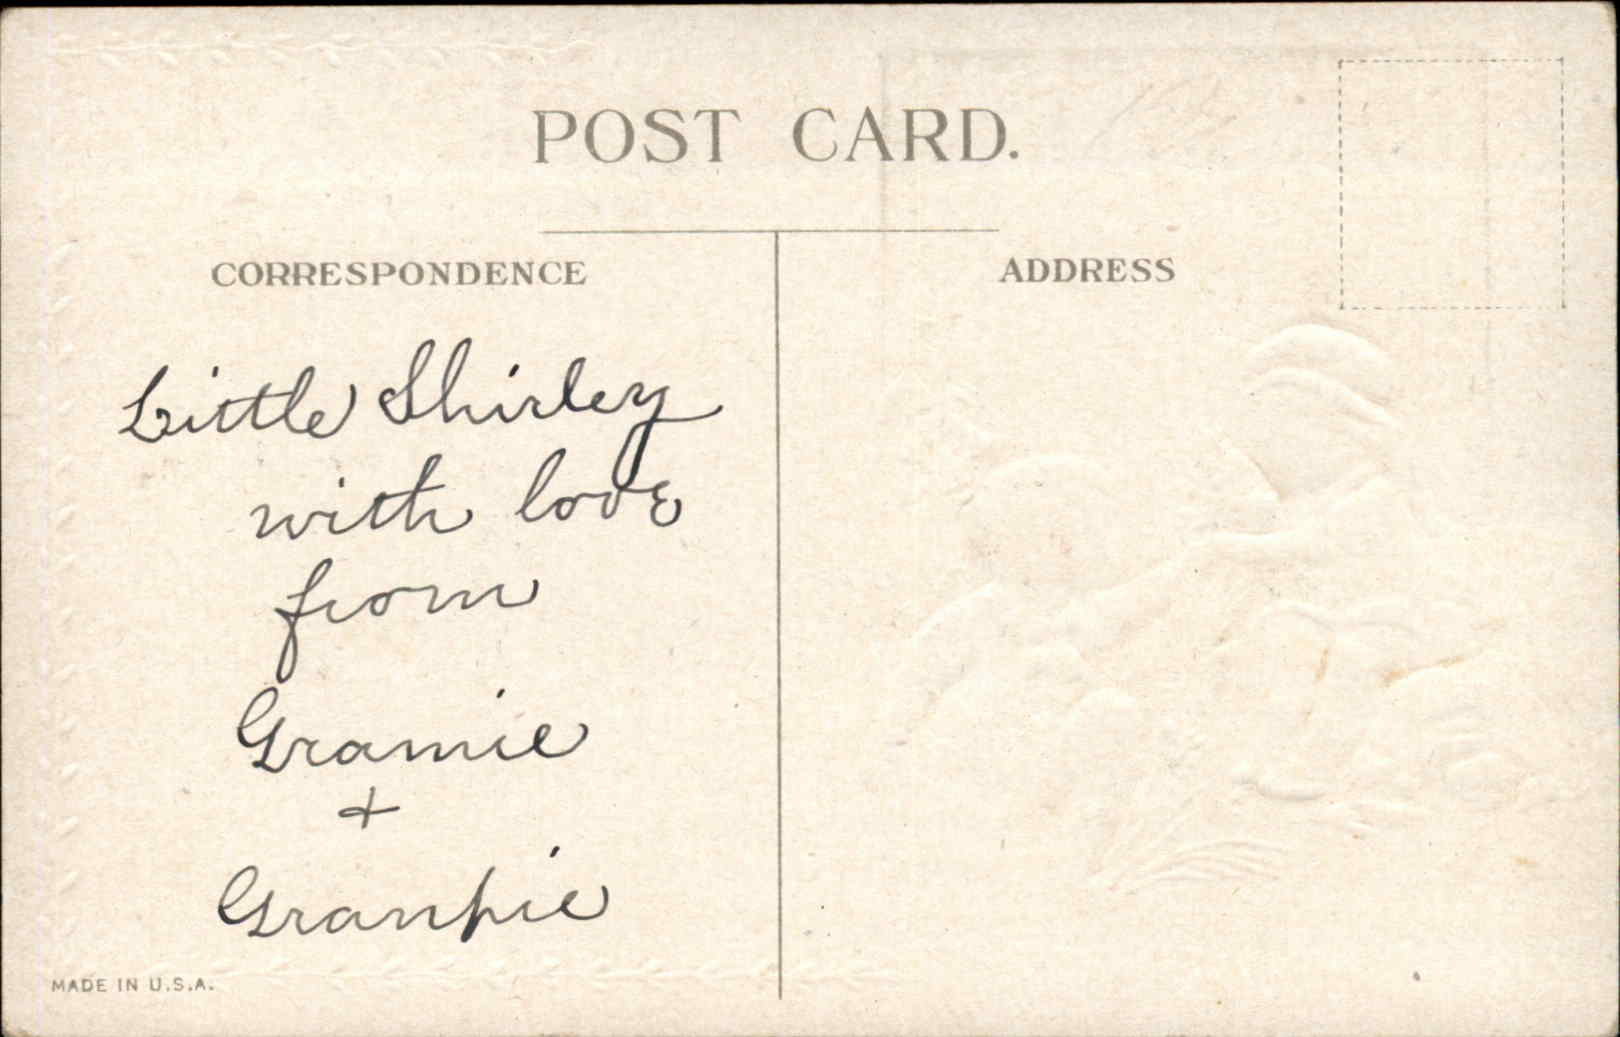 POST CARD.
CORRESPONDENCE
ADDRESS
Little Shirley
with love
from
Gramie
+
Granpie
MADE IN U.S.A.